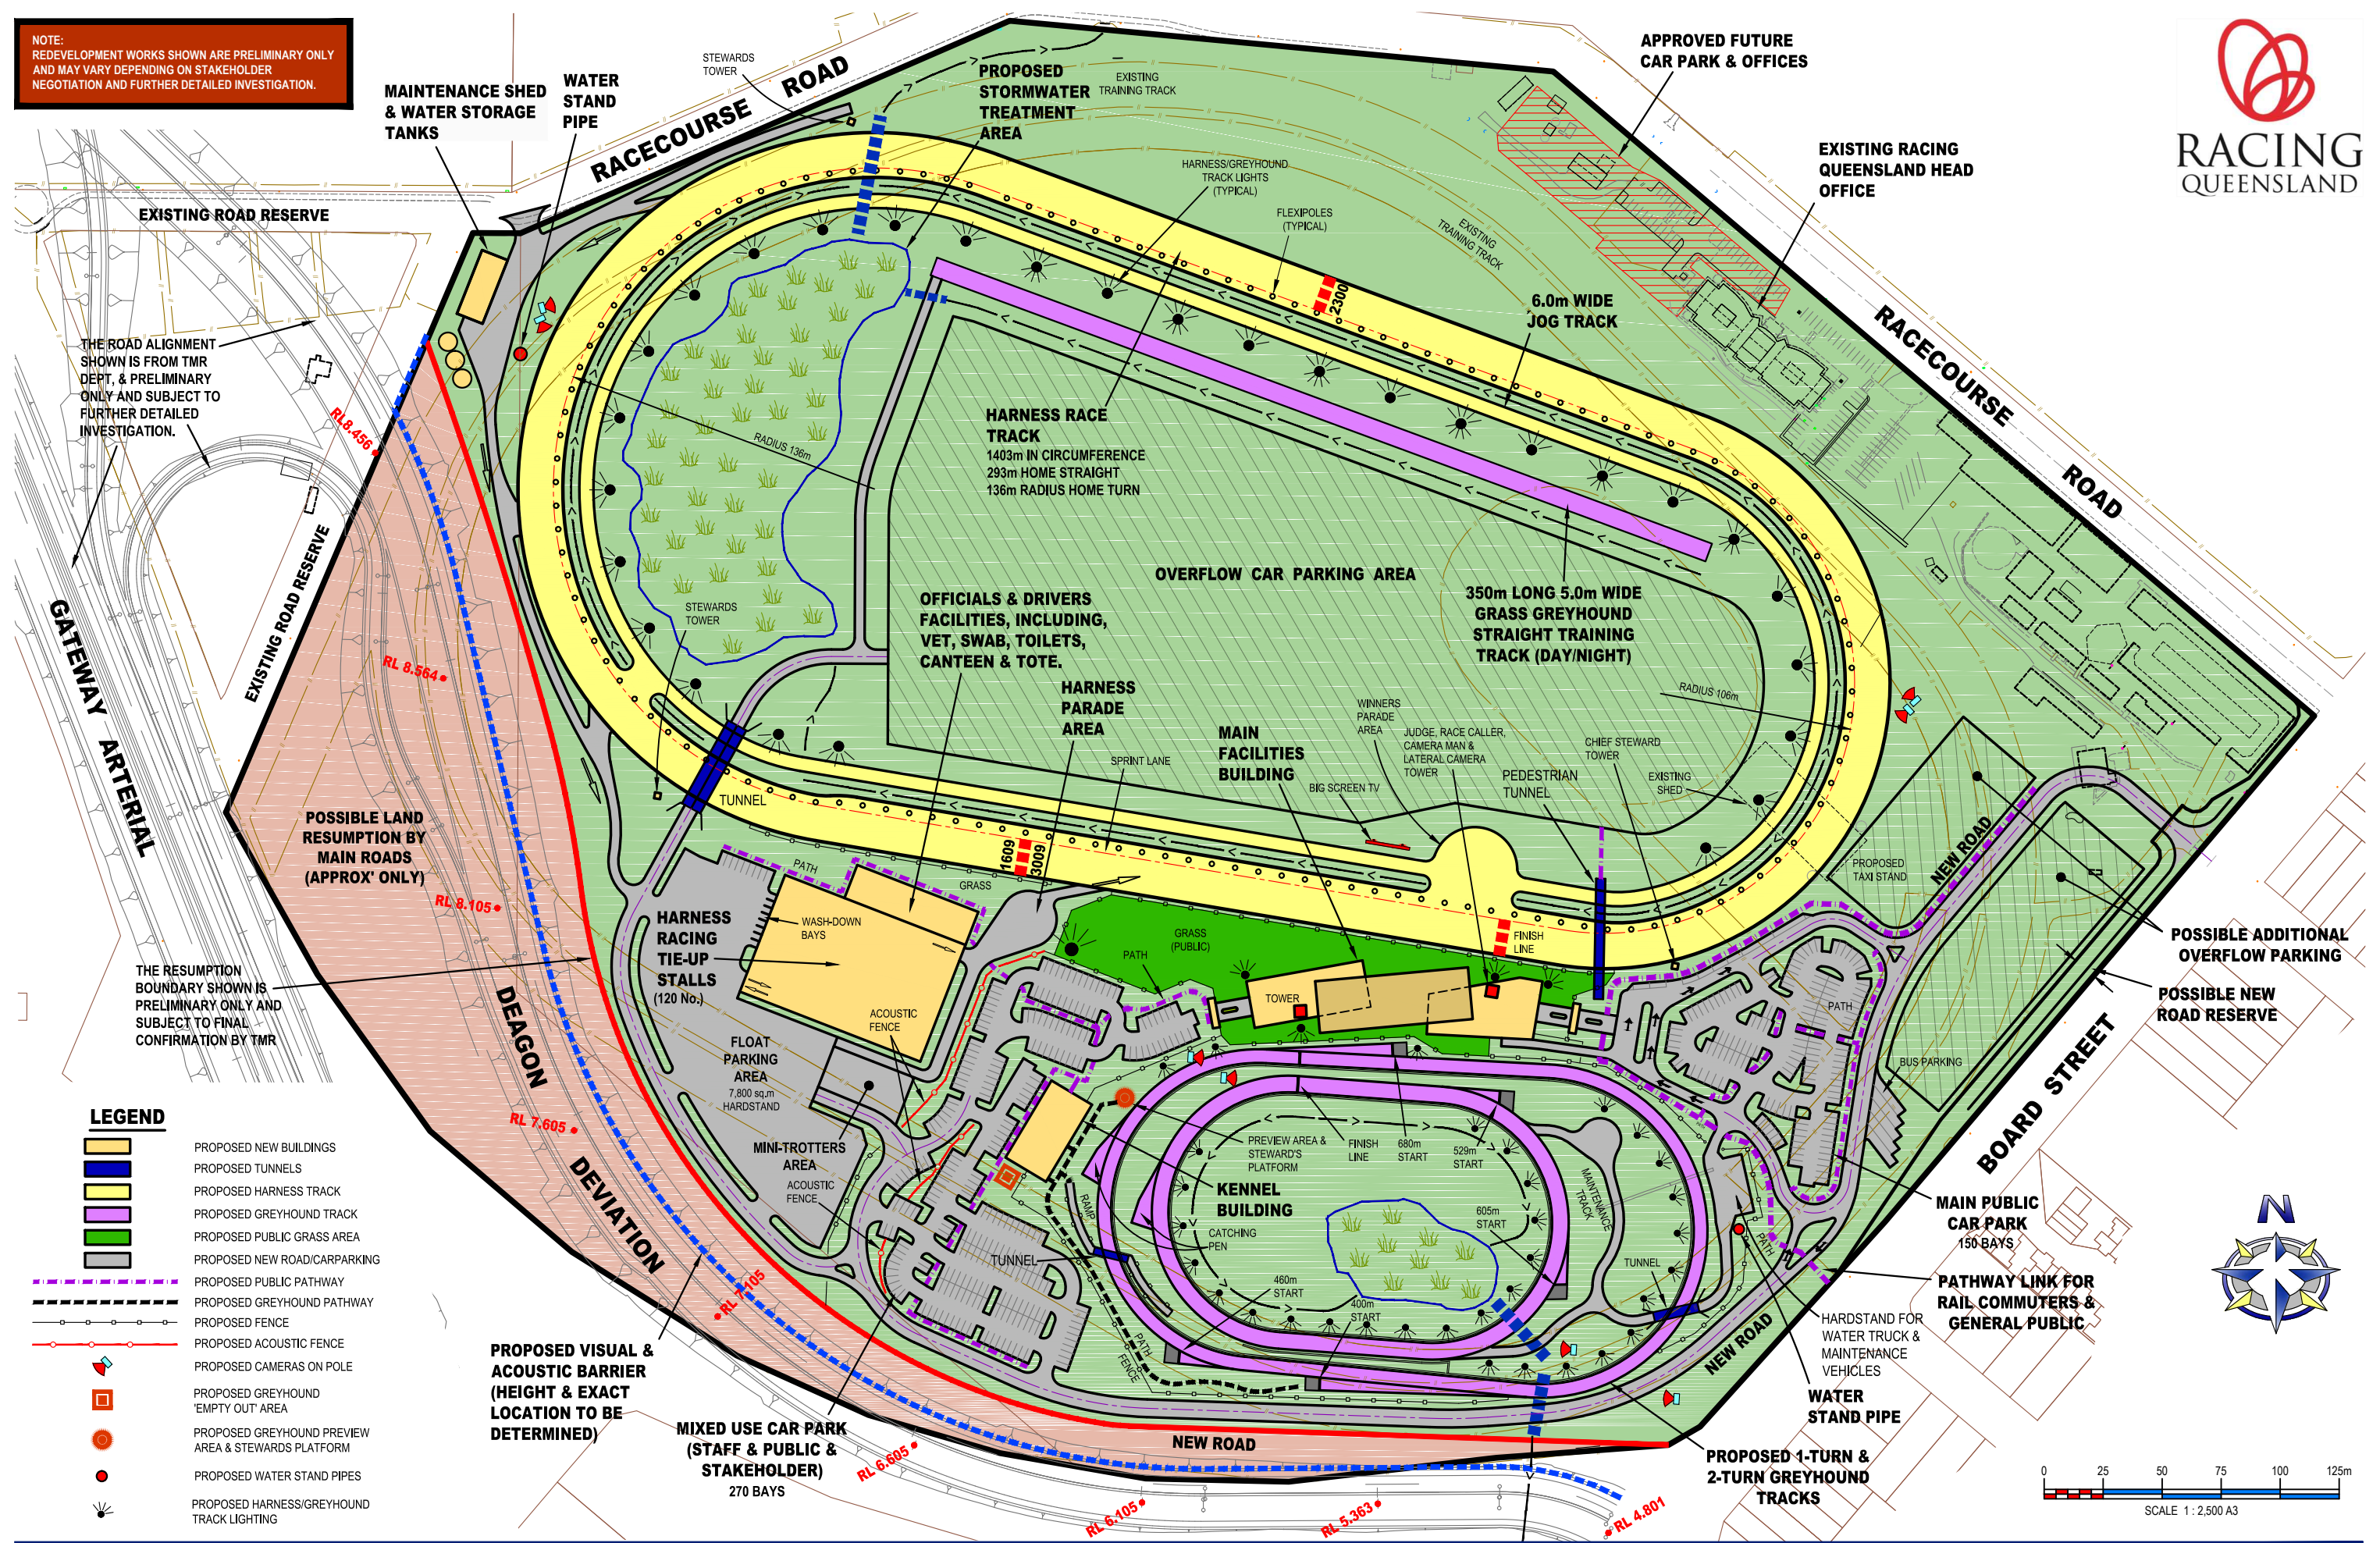 NOTE:
REDEVELOPMENT WORKS SHOWN ARE PRELIMINARY ONLY
AND MAY VARY DEPENDING ON STAKEHOLDER
NEGOTIATION AND FURTHER DETAILED INVESTIGATION.
MAINTENANCE SHED
& WATER STORAGE
TANKS
WATER
STAND
PIPE
STEWARDS
TOWER
RACECOURSE ROAD
PROPOSED
STORMWATER
TREATMENT
AREA
EXISTING
TRAINING TRACK
APPROVED FUTURE
CAR PARK & OFFICES
EXISTING RACING
QUEENSLAND HEAD
OFFICE
RACING
QUEENSLAND
HARNESS/GREYHOUND
TRACK LIGHTS
(TYPICAL)
FLEXIPOLES
(TYPICAL)
EXISTING
TRAINING TRACK
EXISTING ROAD RESERVE
2300
6.0m WIDE
JOG TRACK
RACECOURSE ROAD
THE ROAD ALIGNMENT
SHOWN IS FROM TMR
DEPT, & PRELIMINARY
ONLY AND SUBJECT TO
FURTHER DETAILED
INVESTIGATION.
RL8.456
RADIUS 136m
HARNESS RACE
TRACK
1403m IN CIRCUMFERENCE
293m HOME STRAIGHT
136m RADIUS HOME TURN
EXISTING ROAD RESERVE
OVERFLOW CAR PARKING AREA
350m LONG 5.0m WIDE
GRASS GREYHOUND
STRAIGHT TRAINING
TRACK (DAY/NIGHT)
GATEWAY ARTERIAL
STEWARDS
TOWER
OFFICIALS & DRIVERS
FACILITIES, INCLUDING,
VET, SWAB, TOILETS,
CANTEEN & TOTE.
RL 8.564
HARNESS
PARADE
AREA
RADIUS 106m
WINNERS
PARADE
AREA
MAIN
FACILITIES
BUILDING
JUDGE, RACE CALLER,
CAMERA MAN &
LATERAL CAMERA
TOWER
CHIEF STEWARD
TOWER
SPRINT LANE
BIG SCREEN TV
PEDESTRIAN
TUNNEL
EXISTING
SHED
TUNNEL
POSSIBLE LAND
RESUMPTION BY
MAIN ROADS
(APPROX' ONLY)
1609
3009
PATH
GRASS
PROPOSED
TAXI STAND
NEW ROAD
RL 8.105
HARNESS
RACING
TIE-UP
STALLS
(120 No.)
WASH-DOWN
BAYS
GRASS
(PUBLIC)
PATH
FINISH
LINE
POSSIBLE ADDITIONAL
OVERFLOW PARKING
THE RESUMPTION
BOUNDARY SHOWN IS
PRELIMINARY ONLY AND
SUBJECT TO FINAL
CONFIRMATION BY TMR
TOWER
PATH
POSSIBLE NEW
ROAD RESERVE
DEAGON DEVIATION
ACOUSTIC
FENCE
FLOAT
PARKING
AREA
7,800 sq.m
HARDSTAND
BUS PARKING
BOARD STREET
LEGEND
PROPOSED NEW BUILDINGS
PROPOSED TUNNELS
PROPOSED HARNESS TRACK
PROPOSED GREYHOUND TRACK
PROPOSED PUBLIC GRASS AREA
PROPOSED NEW ROAD/CARPARKING
PROPOSED PUBLIC PATHWAY
PROPOSED GREYHOUND PATHWAY
PROPOSED FENCE
PROPOSED ACOUSTIC FENCE
PROPOSED CAMERAS ON POLE
PROPOSED GREYHOUND
'EMPTY OUT' AREA
PROPOSED GREYHOUND PREVIEW
AREA & STEWARDS PLATFORM
PROPOSED WATER STAND PIPES
PROPOSED HARNESS/GREYHOUND
TRACK LIGHTING
RL 7.605
MINI-TROTTERS
AREA
ACOUSTIC
FENCE
PREVIEW AREA &
STEWARD'S
PLATFORM
FINISH
LINE
680m
START
529m
START
KENNEL
BUILDING
RAMP
CATCHING
PEN
605m
START
MAINTENANCE
TRACK
MAIN PUBLIC
CAR PARK
150 BAYS
PATH
N
TUNNEL
TUNNEL
RL 7.105
460m
START
400m
START
PATHWAY LINK FOR
RAIL COMMUTERS &
GENERAL PUBLIC
HARDSTAND FOR
WATER TRUCK &
MAINTENANCE
VEHICLES
PROPOSED VISUAL &
ACOUSTIC BARRIER
(HEIGHT & EXACT
LOCATION TO BE
DETERMINED)
PATH
FENCE
NEW ROAD
WATER
STAND PIPE
MIXED USE CAR PARK
(STAFF & PUBLIC &
STAKEHOLDER)
270 BAYS
NEW ROAD
RL 6.605
PROPOSED 1-TURN &
2-TURN GREYHOUND
TRACKS
RL 6.105
RL 5.363
RL 4.801
0 25 50 75 100 125m
SCALE 1 : 2,500 A3